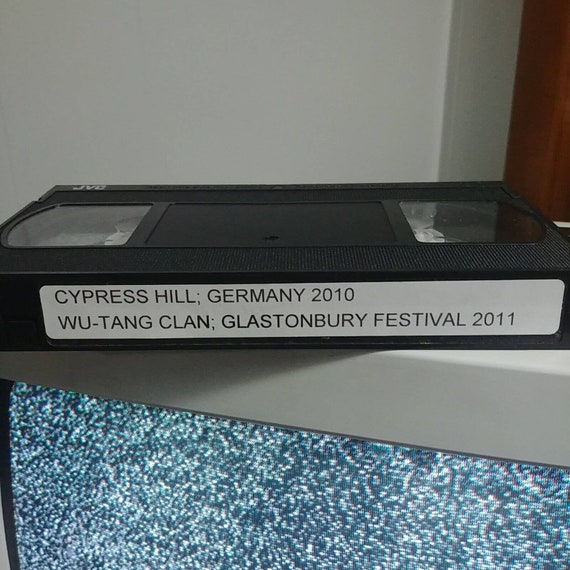 JVC
CYPRESS HILL; GERMANY 2010
WU-TANG CLAN; GLASTONBURY FESTIVAL 2011